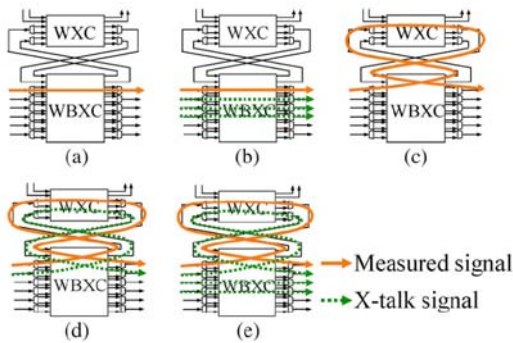 WXC
WXC
WXC
WBXC
WBXC
WBXC
(a)
(b)
(c)
WXC
WXC
WBXC
WBXC
Measured signal
X-talk signal
(d)
(e)